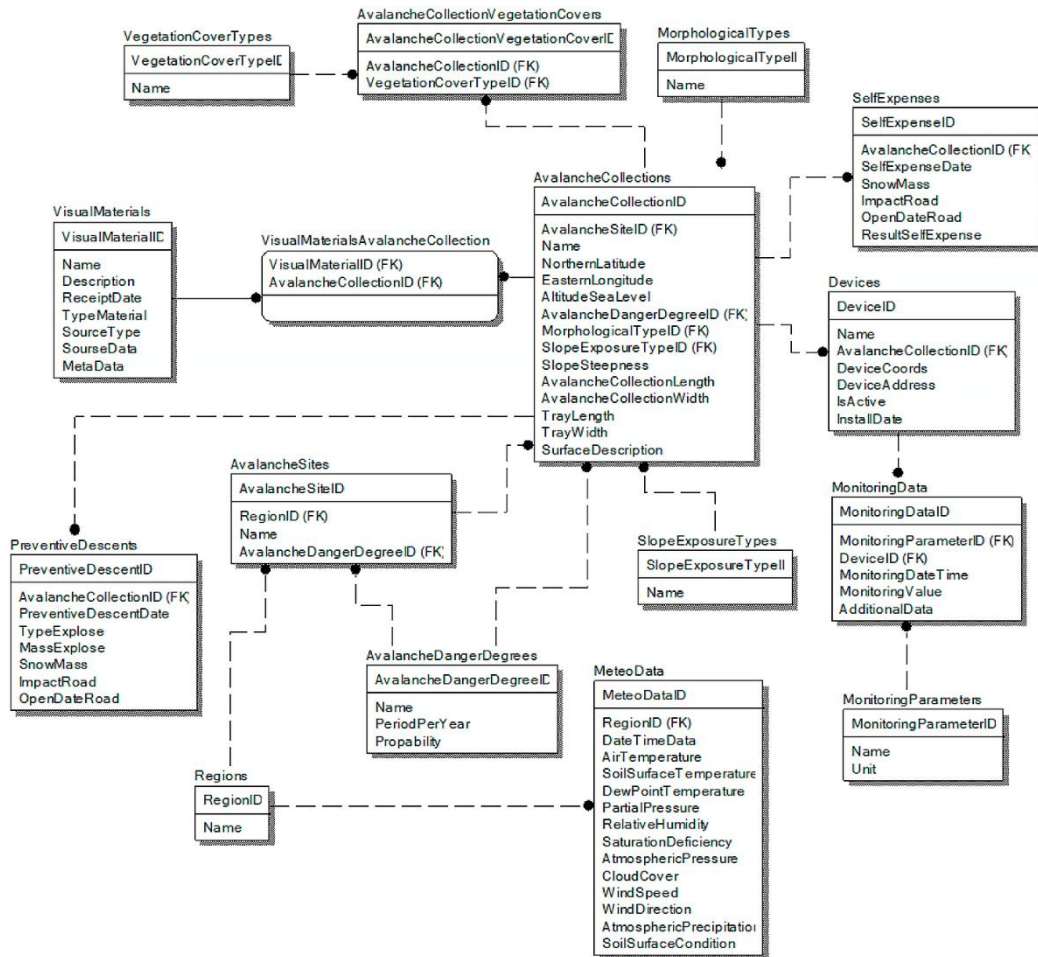 AvalancheCollectionVegetationCovers
AvalancheCollectionVegetationCoverID
AvalancheCollectionID (FK)
VegetationCoverTypeID (FK)
VegetationCoverTypes
VegetationCoverTypeID
Name
MorphologicalTypes
MorphologicalTypeII
Name
SelfExpenses
SelfExpenseID
AvalancheCollectionID (FK
SelfExpenseDate
SnowMass
ImpactRoad
OpenDateRoad
ResultSelfExpense
AvalancheCollections
AvalancheCollectionID
AvalancheSiteID (FK)
Name
NorthernLatitude
EasternLongitude
AltitudeSeaLevel
AvalancheDangerDegreeID (FK)
MorphologicalTypeID (FK)
SlopeExposureTypeID (FK)
SlopeSteepness
AvalancheCollectionLength
AvalancheCollectionWidth
TrayLength
TrayWidth
SurfaceDescription
VisualMaterials
VisualMaterialID
Name
Description
ReceiptDate
TypeMaterial
SourceType
SourseData
MetaData
VisualMaterialsAvalancheCollection
VisualMaterialID (FK)
AvalancheCollectionID (FK)
Devices
DeviceID
Name
AvalancheCollectionID (FK)
DeviceCoords
DeviceAddress
IsActive
InstallDate
AvalancheSites
AvalancheSiteID
RegionID (FK)
Name
AvalancheDangerDegreeID (FK)
MonitoringData
MonitoringDataID
MonitoringParameterID (FK)
DeviceID (FK)
MonitoringDateTime
MonitoringValue
AdditionalData
PreventiveDescents
PreventiveDescentID
AvalancheCollectionID (FK)
PreventiveDescentDate
TypeExplose
MassExplose
SnowMass
ImpactRoad
OpenDateRoad
SlopeExposureTypes
SlopeExposureTypeII
Name
AvalancheDangerDegrees
AvalancheDangerDegreeID
Name
PeriodPerYear
Propability
MeteoData
MeteoDataID
RegionID (FK)
DateTimeData
AirTemperature
SoilSurfaceTemperature
DewPointTemperature
PartialPressure
RelativeHumidity
SaturationDeficiency
AtmosphericPressure
CloudCover
WindSpeed
WindDirection
AtmosphericPrecipitation
SoilSurfaceCondition
MonitoringParameters
MonitoringParameterID
Name
Unit
Regions
RegionID
Name